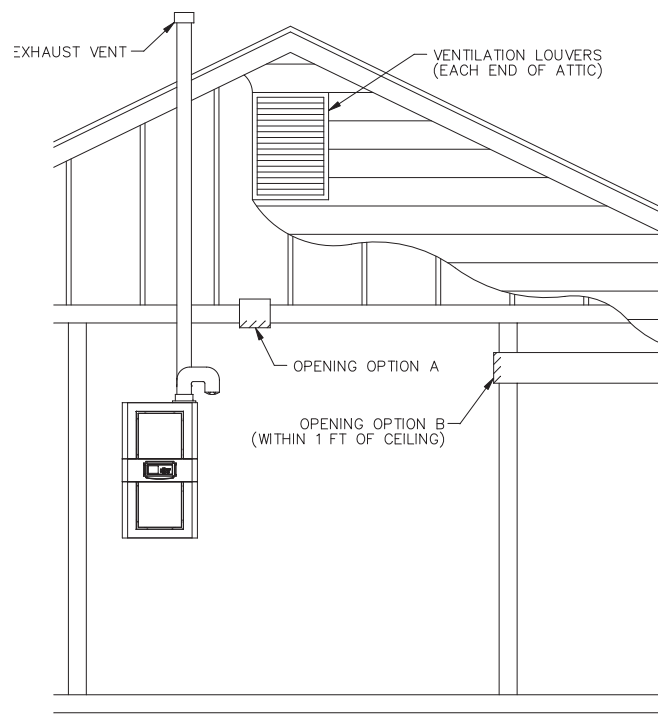 EXHAUST VENT
VENTILATION LOUVERS
(EACH END OF ATTIC)
OPENING OPTION A
OPENING OPTION B
(WITHIN 1 FT OF CEILING)